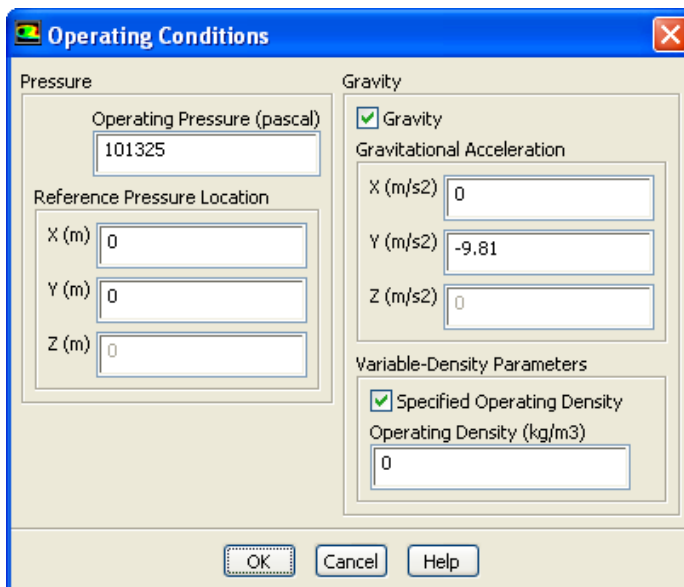 Operating Conditions
Pressure
Operating Pressure (pascal)
101325
Reference Pressure Location
X (m) 0
Y (m) 0
Z (m) 0
Gravity
Gravity
Gravitational Acceleration
X (m/s2) 0
Y (m/s2) -9.81
Z (m/s2) 0
Variable-Density Parameters
Specified Operating Density
Operating Density (kg/m3)
0
OK Cancel Help